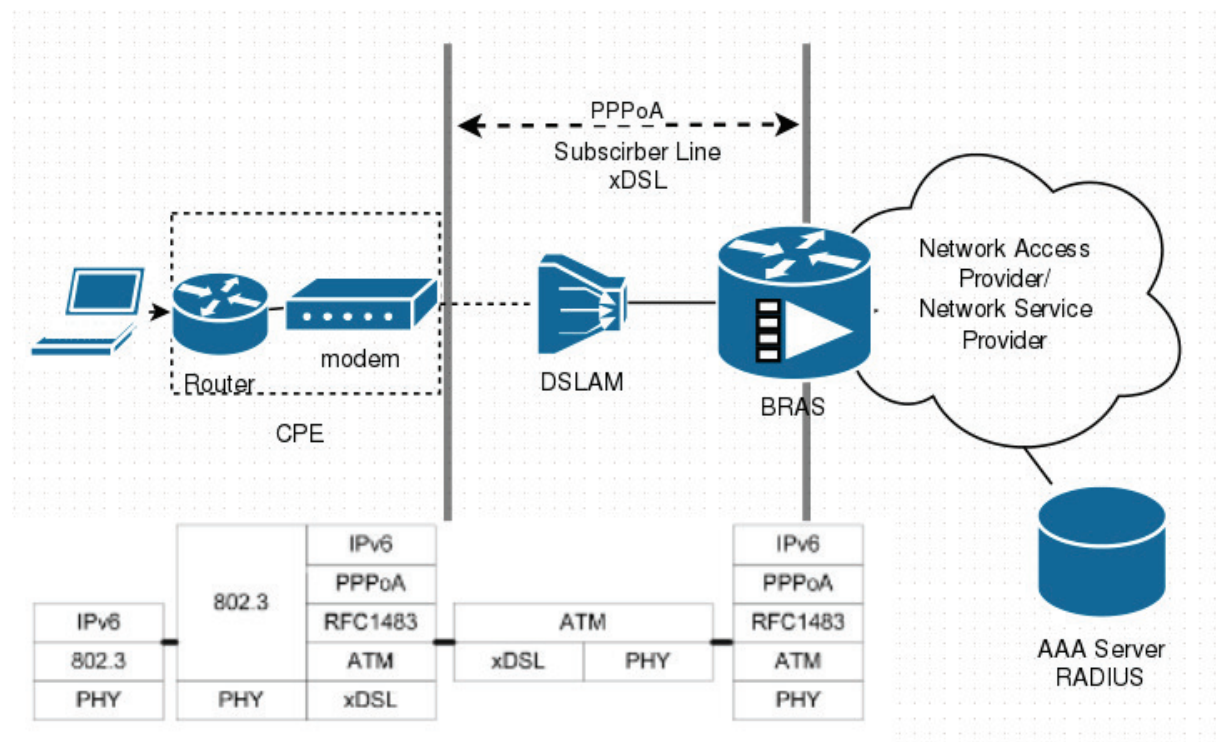 PPPoA
Subscirber Line
xDSL
Network Access
Provider/
Network Service
Provider
modem
Router
DSLAM
BRAS
CPE
AAA Server
RADIUS
IPv6
802.3
PHY
802.3
PHY
IPv6
PPPoA
RFC1483
ATM
xDSL
ATM
xDSL
PHY
IPv6
PPPoA
RFC1483
ATM
PHY